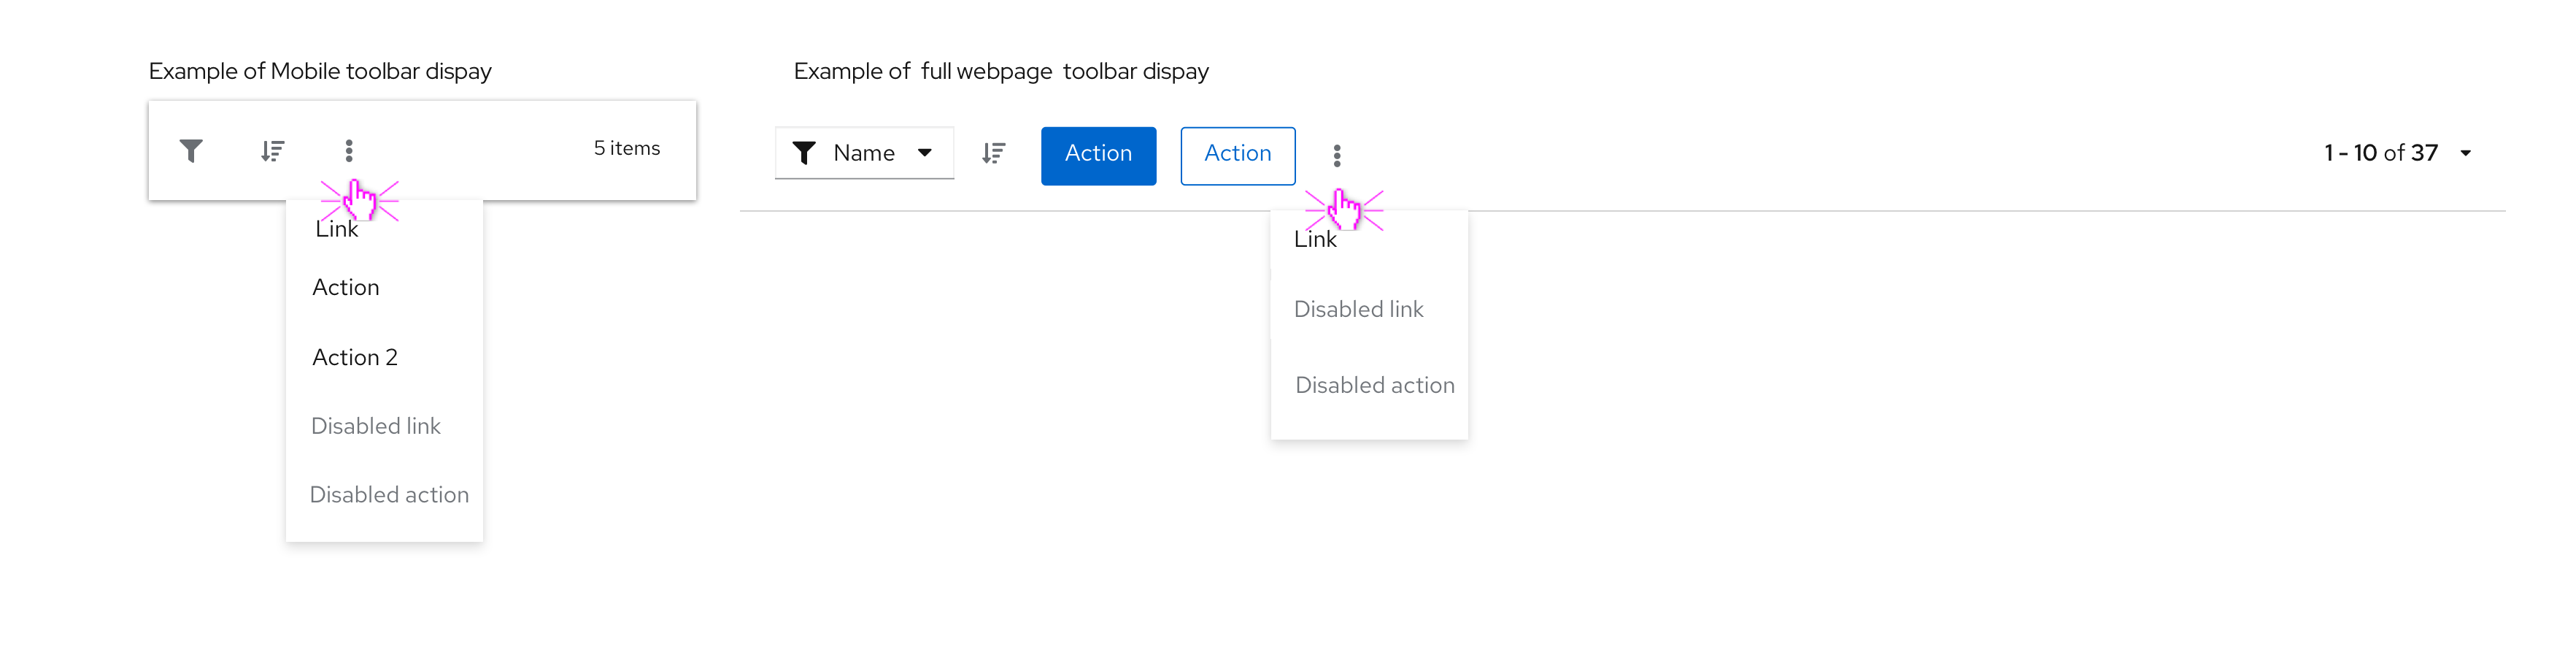 Example of Mobile toolbar dispay
5 items
Link
Action
Action 2
Disabled link
Disabled action
Example of full webpage toolbar dispay
Name
Action
Action
1 - 10 of 37
Link
Disabled link
Disabled action